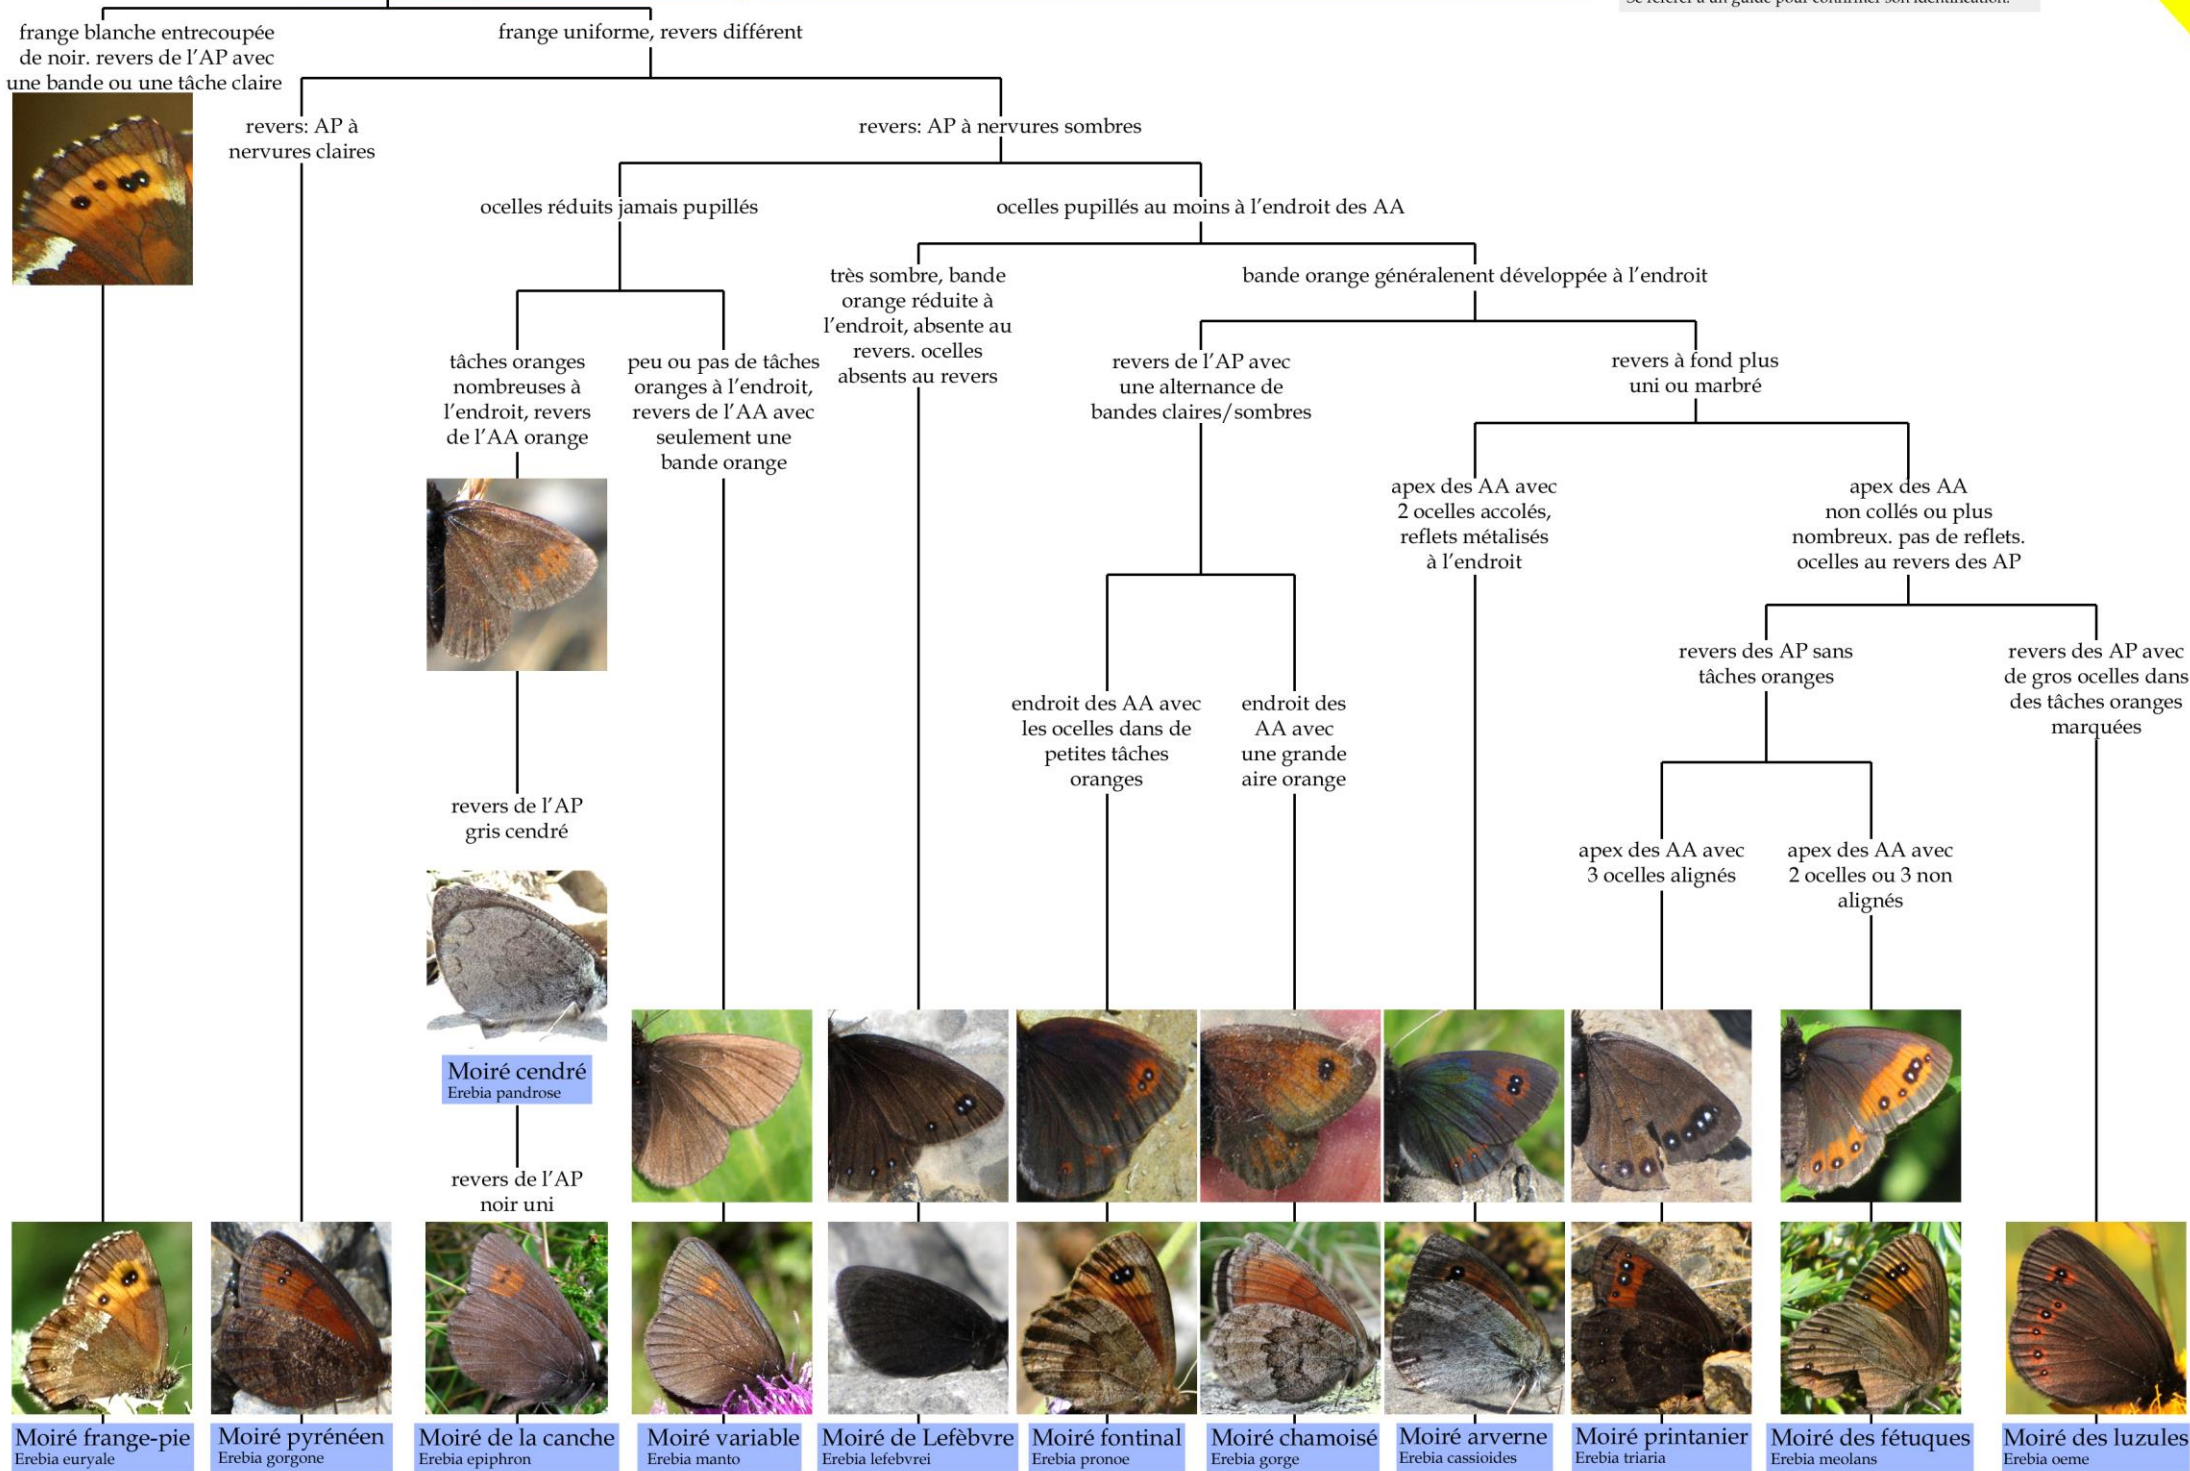 Se référer à un guide pour confirmer son identification.
frange blanche entrecoupée
de noir. revers de l'AP avec
une bande ou une tâche claire
frange uniforme, revers différent
revers: AP à
nervures claires
revers: AP à nervures sombres
ocelles réduits jamais pupillés
ocelles pupillés au moins à l'endroit des AA
très sombre, bande
orange réduite à
l'endroit, absente au
revers. ocelles
absents au revers
bande orange généralenent développée à l'endroit
tâches oranges
nombreuses à
l'endroit, revers
de l'AA orange
peu ou pas de tâches
oranges à l'endroit,
revers de l'AA avec
seulement une
bande orange
revers de l'AP avec
une alternance de
bandes claires/sombres
revers à fond plus
uni ou marbré
apex des AA avec
2 ocelles accolés,
reflets métalisés
à l'endroit
apex des AA
non collés ou plus
nombreux. pas de reflets.
ocelles au revers des AP
endroit des AA avec
les ocelles dans de
petites tâches
oranges
endroit des
AA avec
une grande
aire orange
revers des AP sans
tâches oranges
revers des AP avec
de gros ocelles dans
des tâches oranges
marquées
revers de l'AP
gris cendré
apex des AA avec
3 ocelles alignés
apex des AA avec
2 ocelles ou 3 non
alignés
Moiré cendré
Erebia pandrose
revers de l'AP
noir uni
Moiré frange-pie
Erebia euryale
Moiré pyrénéen
Erebia gorgone
Moiré de la canche
Erebia epiphron
Moiré variable
Erebia manto
Moiré de Lefèbvre
Erebia lefebvrei
Moiré fontinal
Erebia pronoe
Moiré chamoisé
Erebia gorge
Moiré arverne
Erebia cassioides
Moiré printanier
Erebia triaria
Moiré des fétuques
Erebia meolans
Moiré des luzules
Erebia oeme